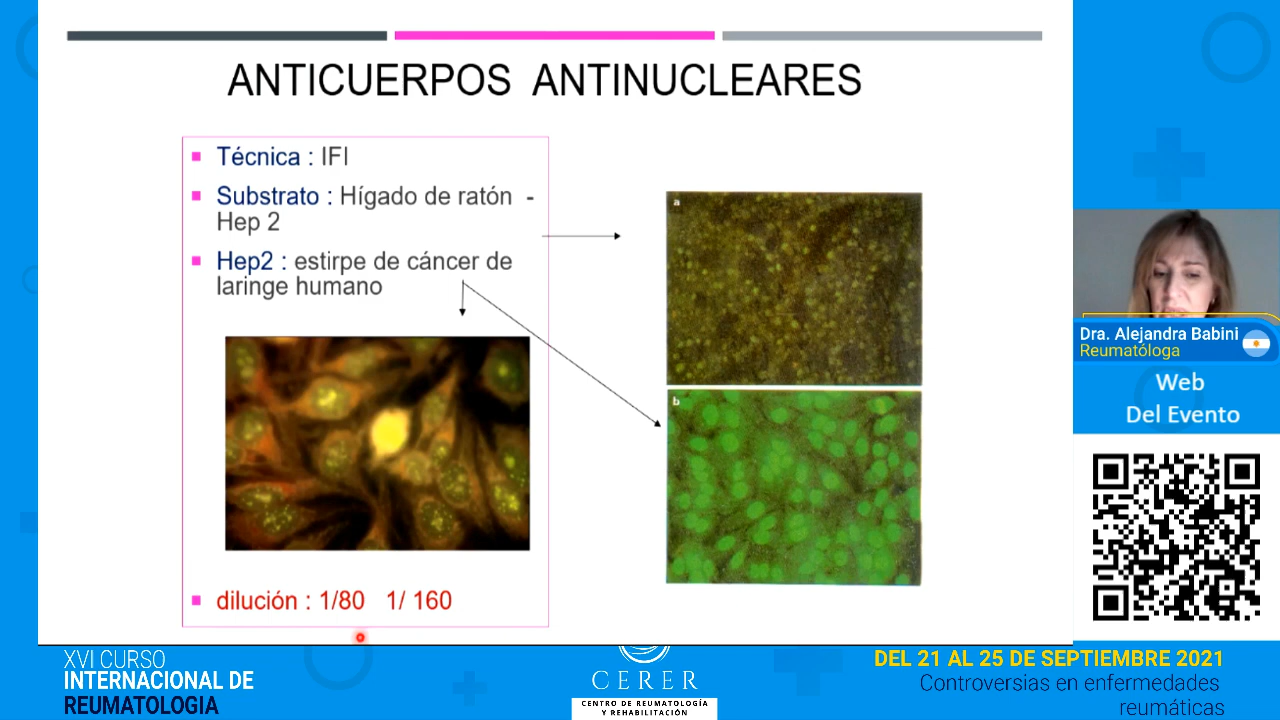 ANTICUERPOS ANTINUCLEARES
Técnica : IFI
Substrato : Hígado de ratón -
Hep 2
Hep2 : estirpe de cáncer de
laringe humano
dilución : 1/80 1/ 160
a
b
Dra. Alejandra Babini
Reumatóloga
Web
Del Evento
XVI CURSO
INTERNACIONAL DE
REUMATOLOGIA
CERER
CENTRO DE REUMATOLOGÍA
Y REHABILITACIÓN
DEL 21 AL 25 DE SEPTIEMBRE 2021
Controversias en enfermedades
reumáticas